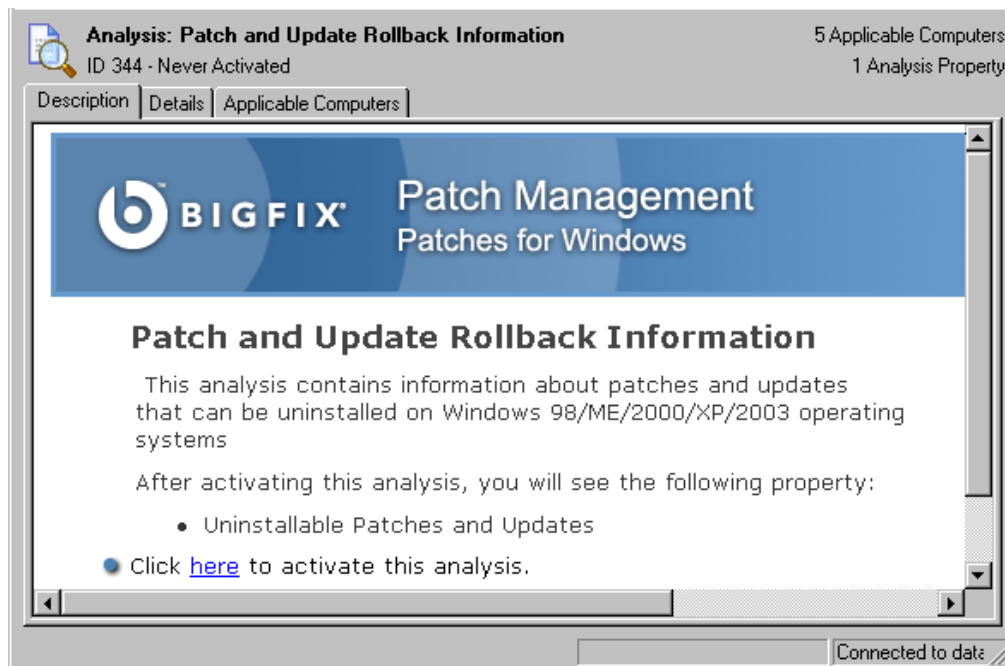 Analysis: Patch and Update Rollback Information
5 Applicable Computers
ID 344 - Never Activated
1 Analysis Property
Description
Details
Applicable Computers
BIGFIX
Patch Management
Patches for Windows
Patch and Update Rollback Information
This analysis contains information about patches and updates
that can be uninstalled on Windows 98/ME/2000/XP/2003 operating
systems
After activating this analysis, you will see the following property:
• Uninstallable Patches and Updates
Click here to activate this analysis.
Connected to data